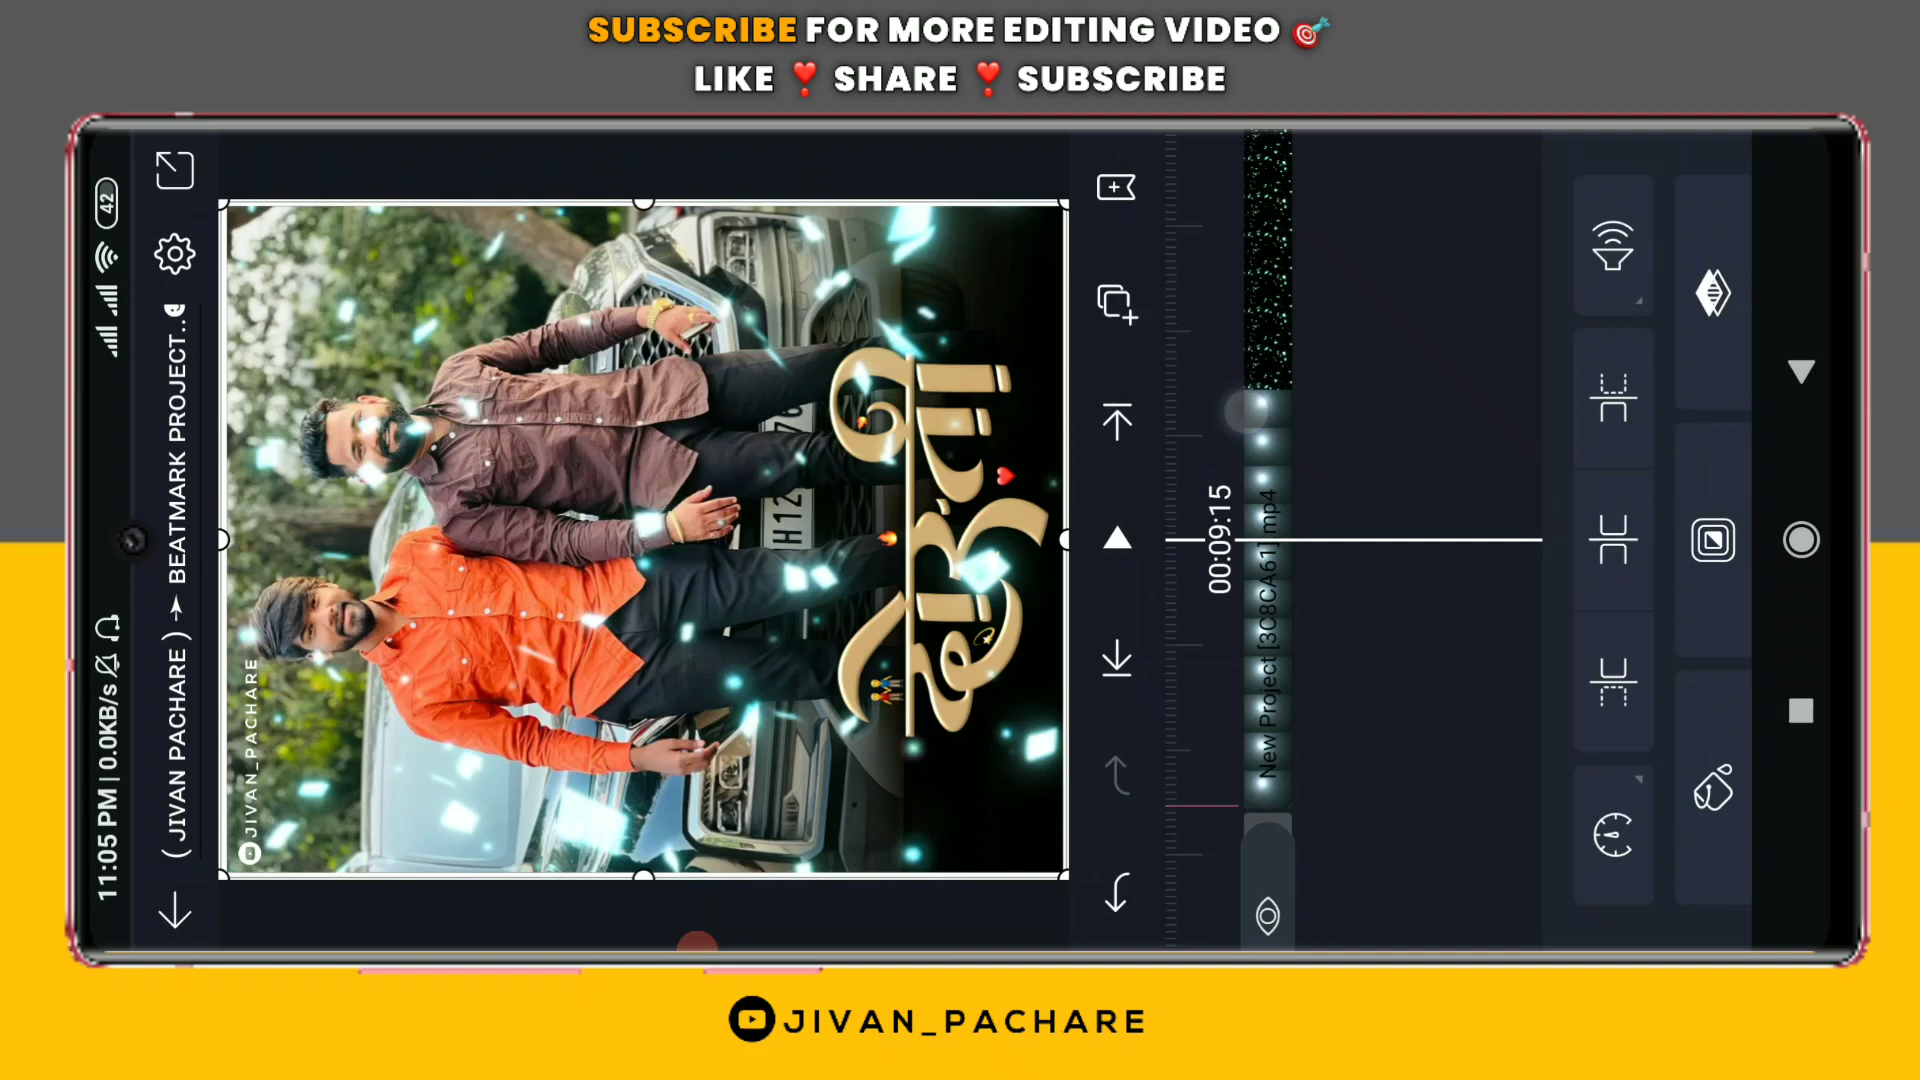 SUBSCRIBE FOR MORE EDITING VIDEO 🎯
LIKE ❣️ SHARE ❣️ SUBSCRIBE
11:05 PM | 0.0KB/s
42
( JIVAN PACHARE ) ➤ BEATMARK PROJECT..
JIVAN_PACHARE
00:09:15
New Project [3C8CA61].mp4
JIVAN_PACHARE